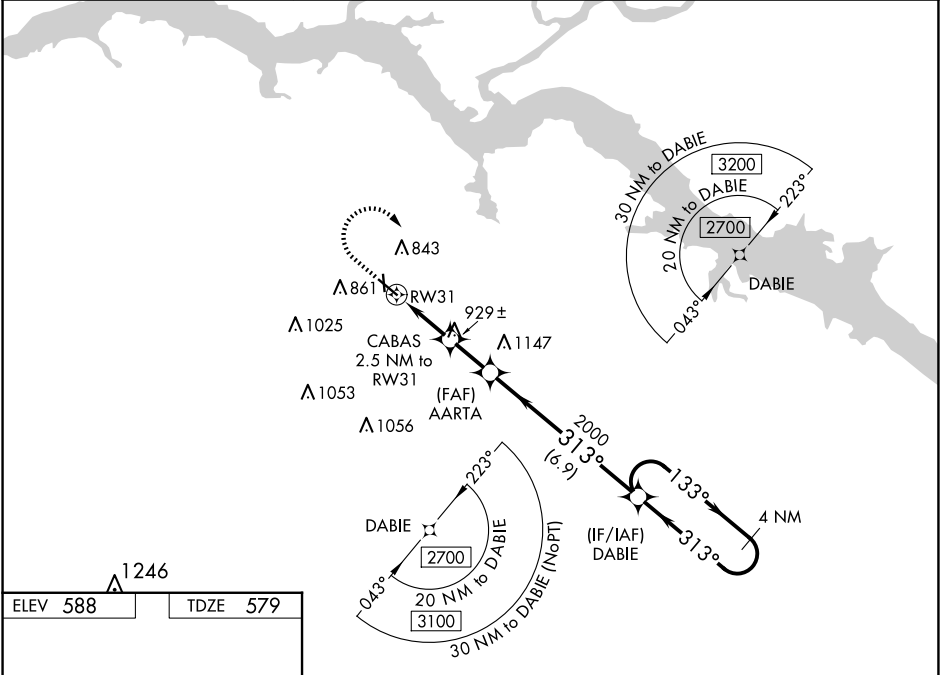 30 NM to DABIE
3200
20 NM to DABIE
2700
223°
043°
DABIE
843
861
RW31
929±
1025
CABAS
2.5 NM to
RW31
1147
(FAF)
AARTA
1053
1056
2000
313°
(6.9)
133°
4 NM
313°
(IF/IAF)
DABIE
223°
DABIE
2700
20 NM to DABIE
043°
3100
30 NM to DABIE (NoPT)
1246
ELEV 588
TDZE 579